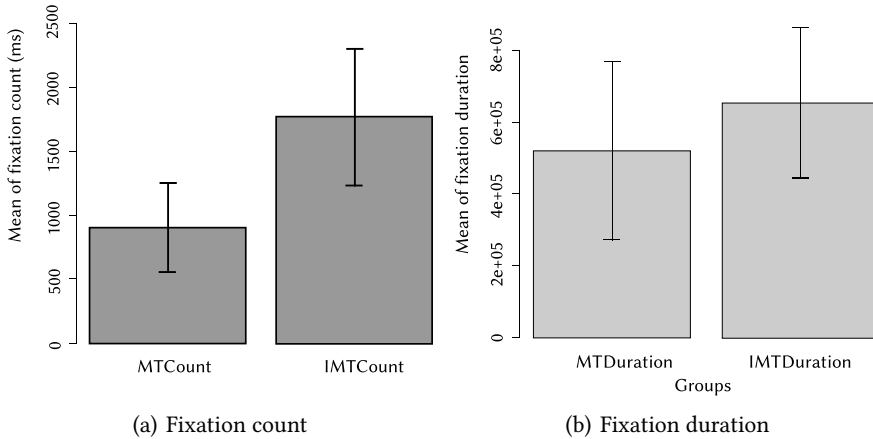 Mean of fixation count (ms)
2500
2000
1500
1000
500
0
MTCount IMTCount
(a) Fixation count
Mean of fixation duration
8e+05
6e+05
4e+05
2e+05
0
MTDuration IMTDuration
Groups
(b) Fixation duration